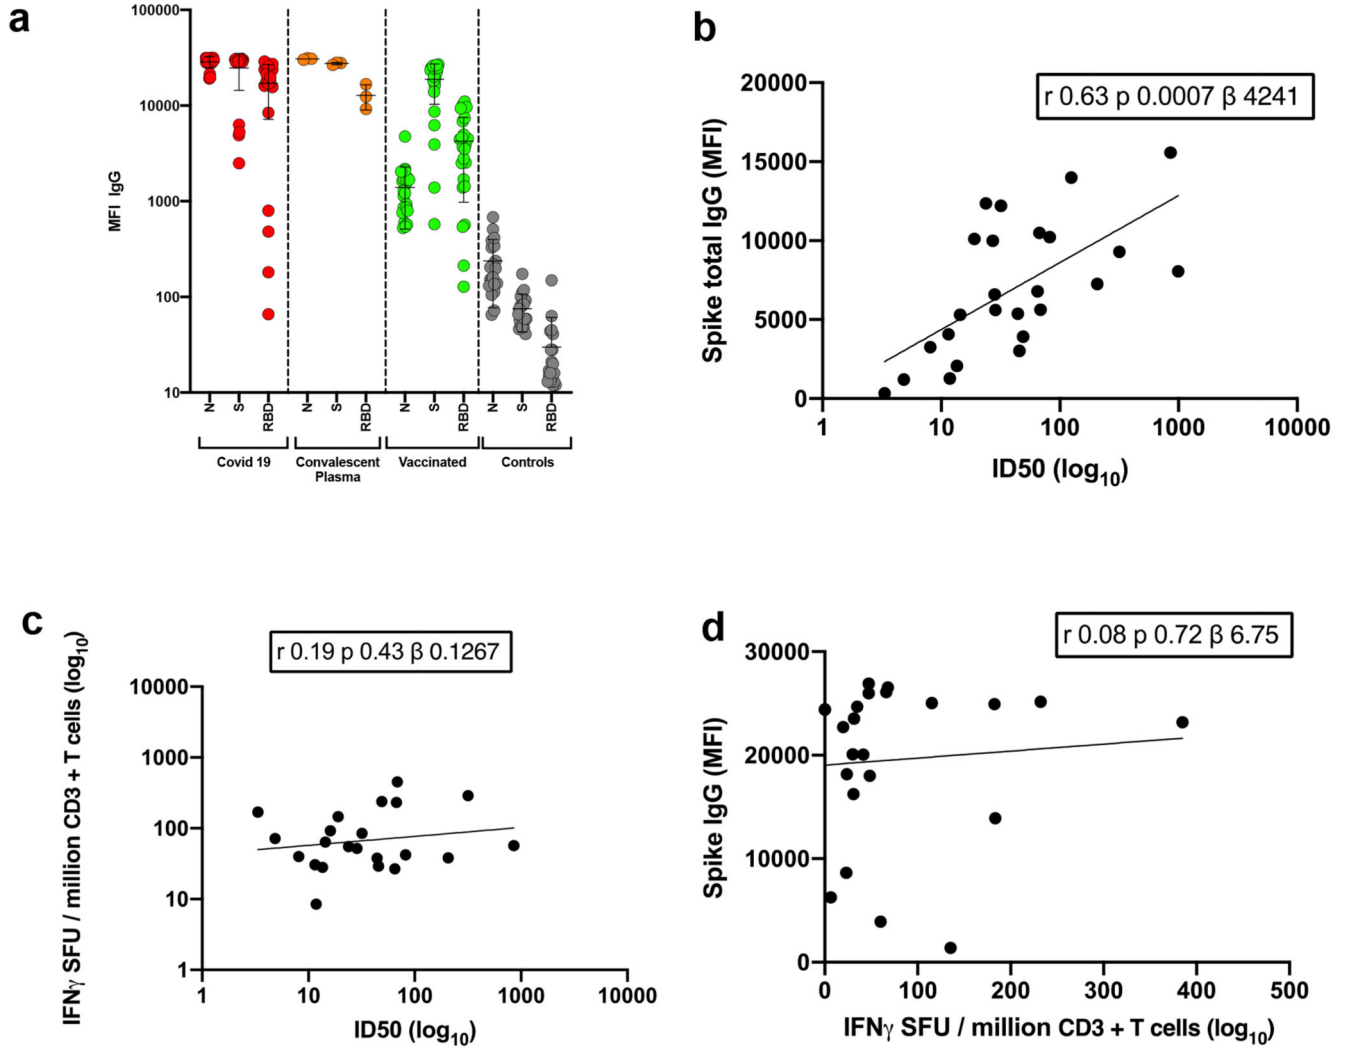 a
100000
10000
1000
100
10
MFI IgG
N
S
RBD
N
S
RBD
N
S
RBD
N
S
RBD
Covid 19
Convalescent
Plasma
Vaccinated
Controls
b
r 0.63 p 0.0007 β 4241
20000
15000
10000
5000
0
Spike total IgG (MFI)
1
10
100
1000
10000
ID50 (log10)
c
r 0.19 p 0.43 β 0.1267
10000
1000
100
10
1
IFNγ SFU / million CD3 + T cells (log10)
1
10
100
1000
10000
ID50 (log10)
d
r 0.08 p 0.72 β 6.75
30000
20000
10000
0
Spike IgG (MFI)
0
100
200
300
400
500
IFNγ SFU / million CD3 + T cells (log10)